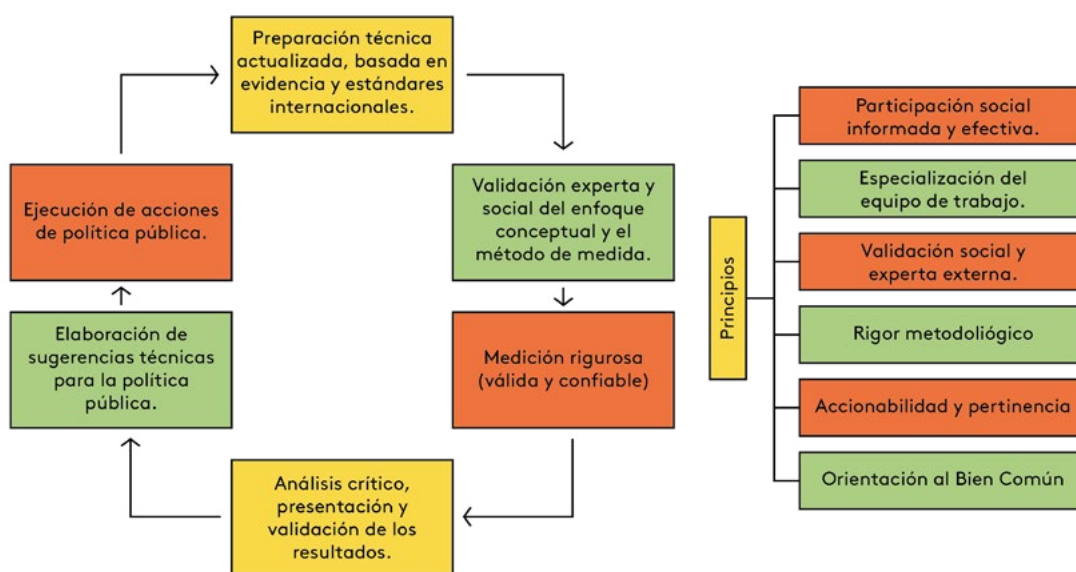 Preparación técnica
actualizada, basada en
evidencia y estándares
internacionales.
Validación experta y
social del enfoque
conceptual y el
método de medida.
Medición rigurosa
(válida y confiable)
Análisis crítico,
presentación y
validación de los
resultados.
Elaboración de
sugerencias técnicas
para la política
pública.
Ejecución de acciones
de política pública.
Principios
Participación social
informada y efectiva.
Especialización del
equipo de trabajo.
Validación social y
experta externa.
Rigor metodoliógico
Accionabilidad y pertinencia
Orientación al Bien Común